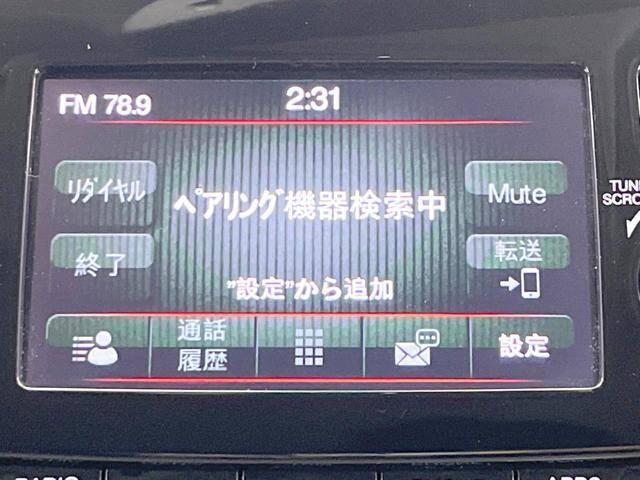 FM 78.9
2:31
リダイヤル
ペアリング機器検索中
Mute
TUNE
SCROLL
終了
転送
"設定"から追加
通話
履歴
設定